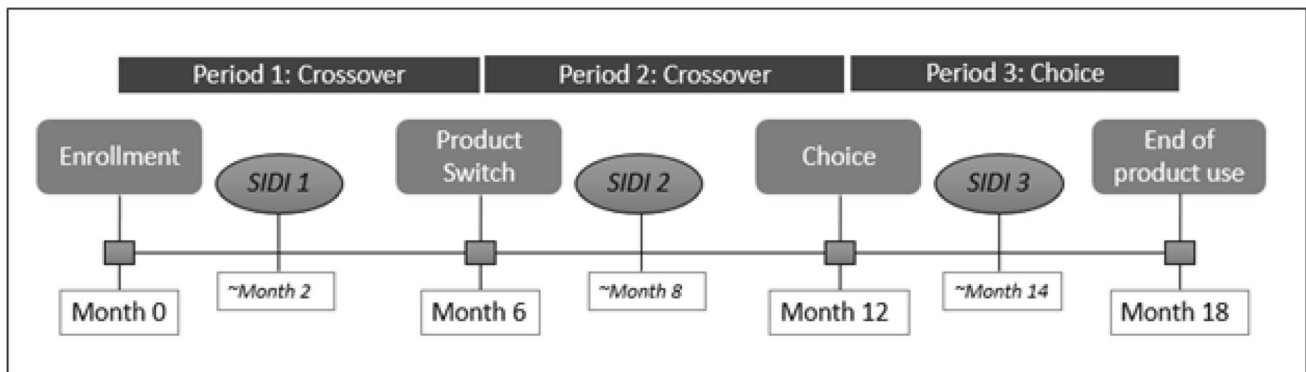 Period 1: Crossover
Period 2: Crossover
Period 3: Choice
Enrollment
SIDI 1
Product
Switch
SIDI 2
Choice
SIDI 3
End of
product use
Month 0
~Month 2
Month 6
~Month 8
Month 12
~Month 14
Month 18